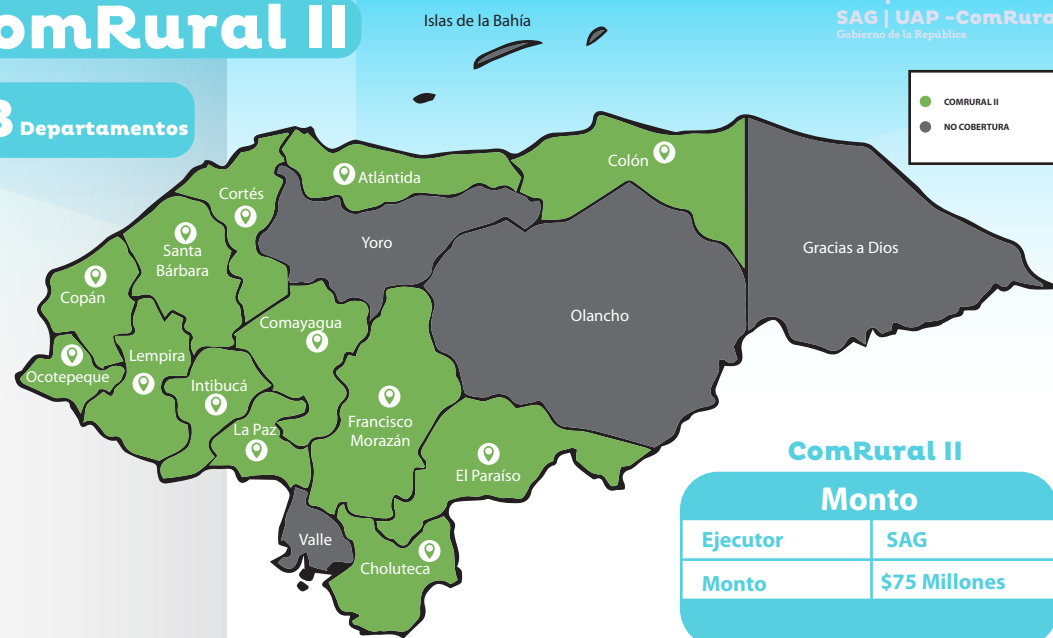 omRural II
Islas de la Bahía
SAG | UAP -ComRura
Gobierno de la República
3 Departamentos
COMRURAL II
NO COBERTURA
Colón
Atlántida
Cortés
Yoro
Gracias a Dios
Santa
Bárbara
Copán
Olancho
Comayagua
Lempira
Ocotepeque
Intibucá
Francisco
Morazán
La Paz
El Paraíso
Valle
Choluteca
ComRural II
Monto
Ejecutor SAG
Monto $75 Millones